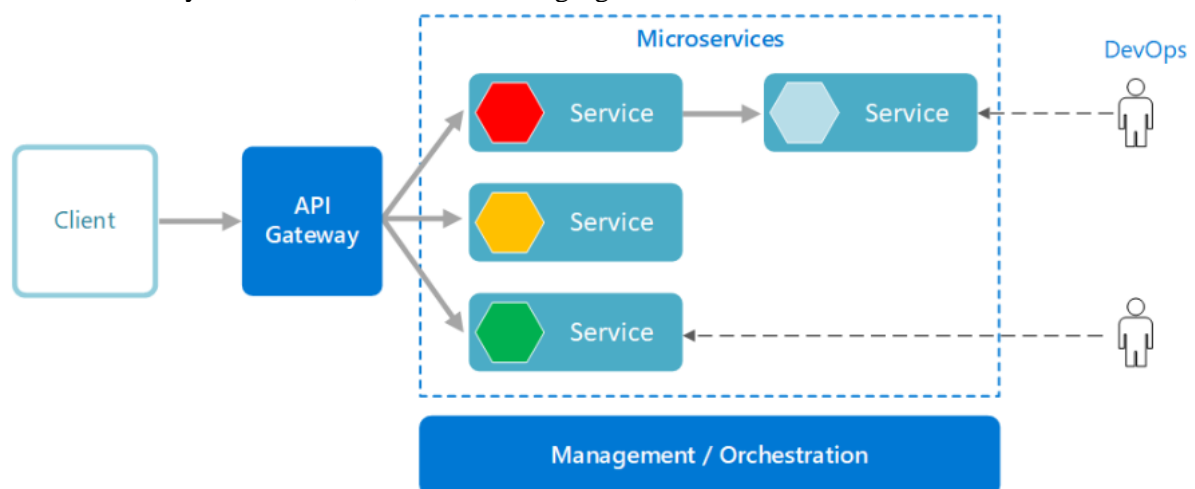 Microservices
DevOps
Service
Service
Client
API
Gateway
Service
Service
Management / Orchestration